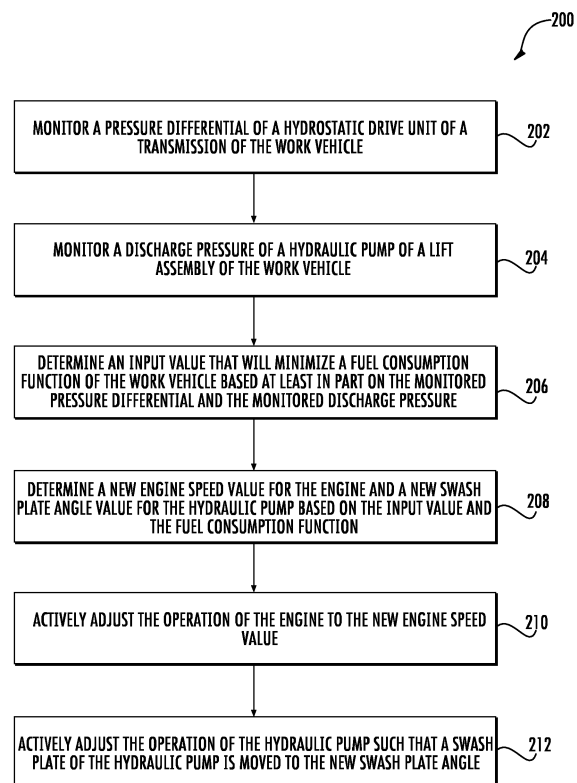 200
MONITOR A PRESSURE DIFFERENTIAL OF A HYDROSTATIC DRIVE UNIT OF A
TRANSMISSION OF THE WORK VEHICLE
202
MONITOR A DISCHARGE PRESSURE OF A HYDRAULIC PUMP OF A LIFT
ASSEMBLY OF THE WORK VEHICLE
204
DETERMINE AN INPUT VALUE THAT WILL MINIMIZE A FUEL CONSUMPTION
FUNCTION OF THE WORK VEHICLE BASED AT LEAST IN PART ON THE MONITORED
PRESSURE DIFFERENTIAL AND THE MONITORED DISCHARGE PRESSURE
206
DETERMINE A NEW ENGINE SPEED VALUE FOR THE ENGINE AND A NEW SWASH
PLATE ANGLE VALUE FOR THE HYDRAULIC PUMP BASED ON THE INPUT VALUE AND
THE FUEL CONSUMPTION FUNCTION
208
ACTIVELY ADJUST THE OPERATION OF THE ENGINE TO THE NEW ENGINE SPEED
VALUE
210
ACTIVELY ADJUST THE OPERATION OF THE HYDRAULIC PUMP SUCH THAT A SWASH
PLATE OF THE HYDRAULIC PUMP IS MOVED TO THE NEW SWASH PLATE ANGLE
212